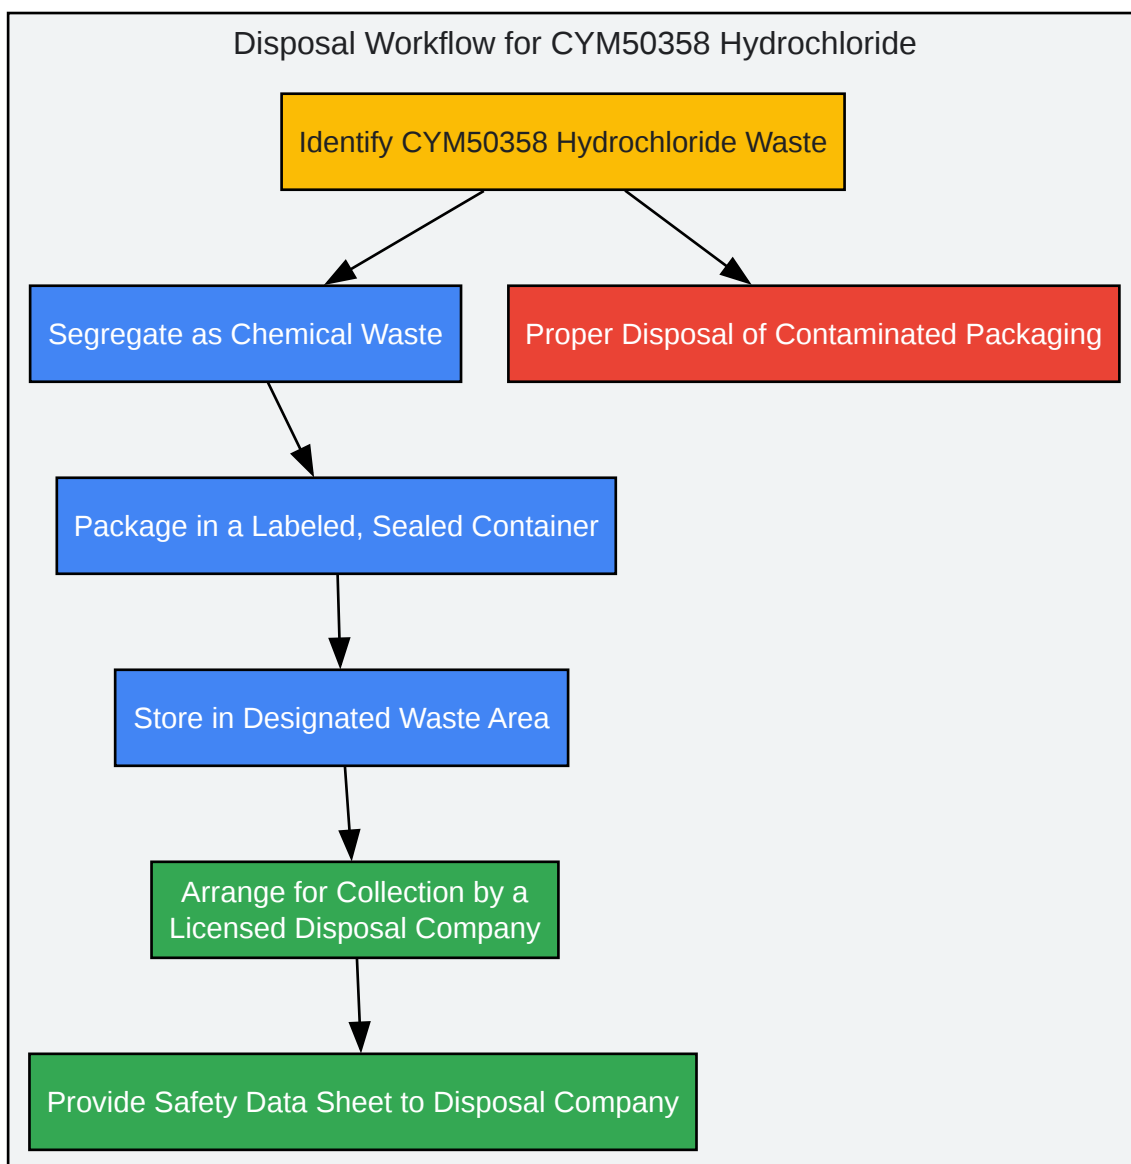 Disposal Workflow for CYM50358 Hydrochloride
Identify CYM50358 Hydrochloride Waste
Segregate as Chemical Waste
Proper Disposal of Contaminated Packaging
Package in a Labeled, Sealed Container
Store in Designated Waste Area
Arrange for Collection by a
Licensed Disposal Company
Provide Safety Data Sheet to Disposal Company